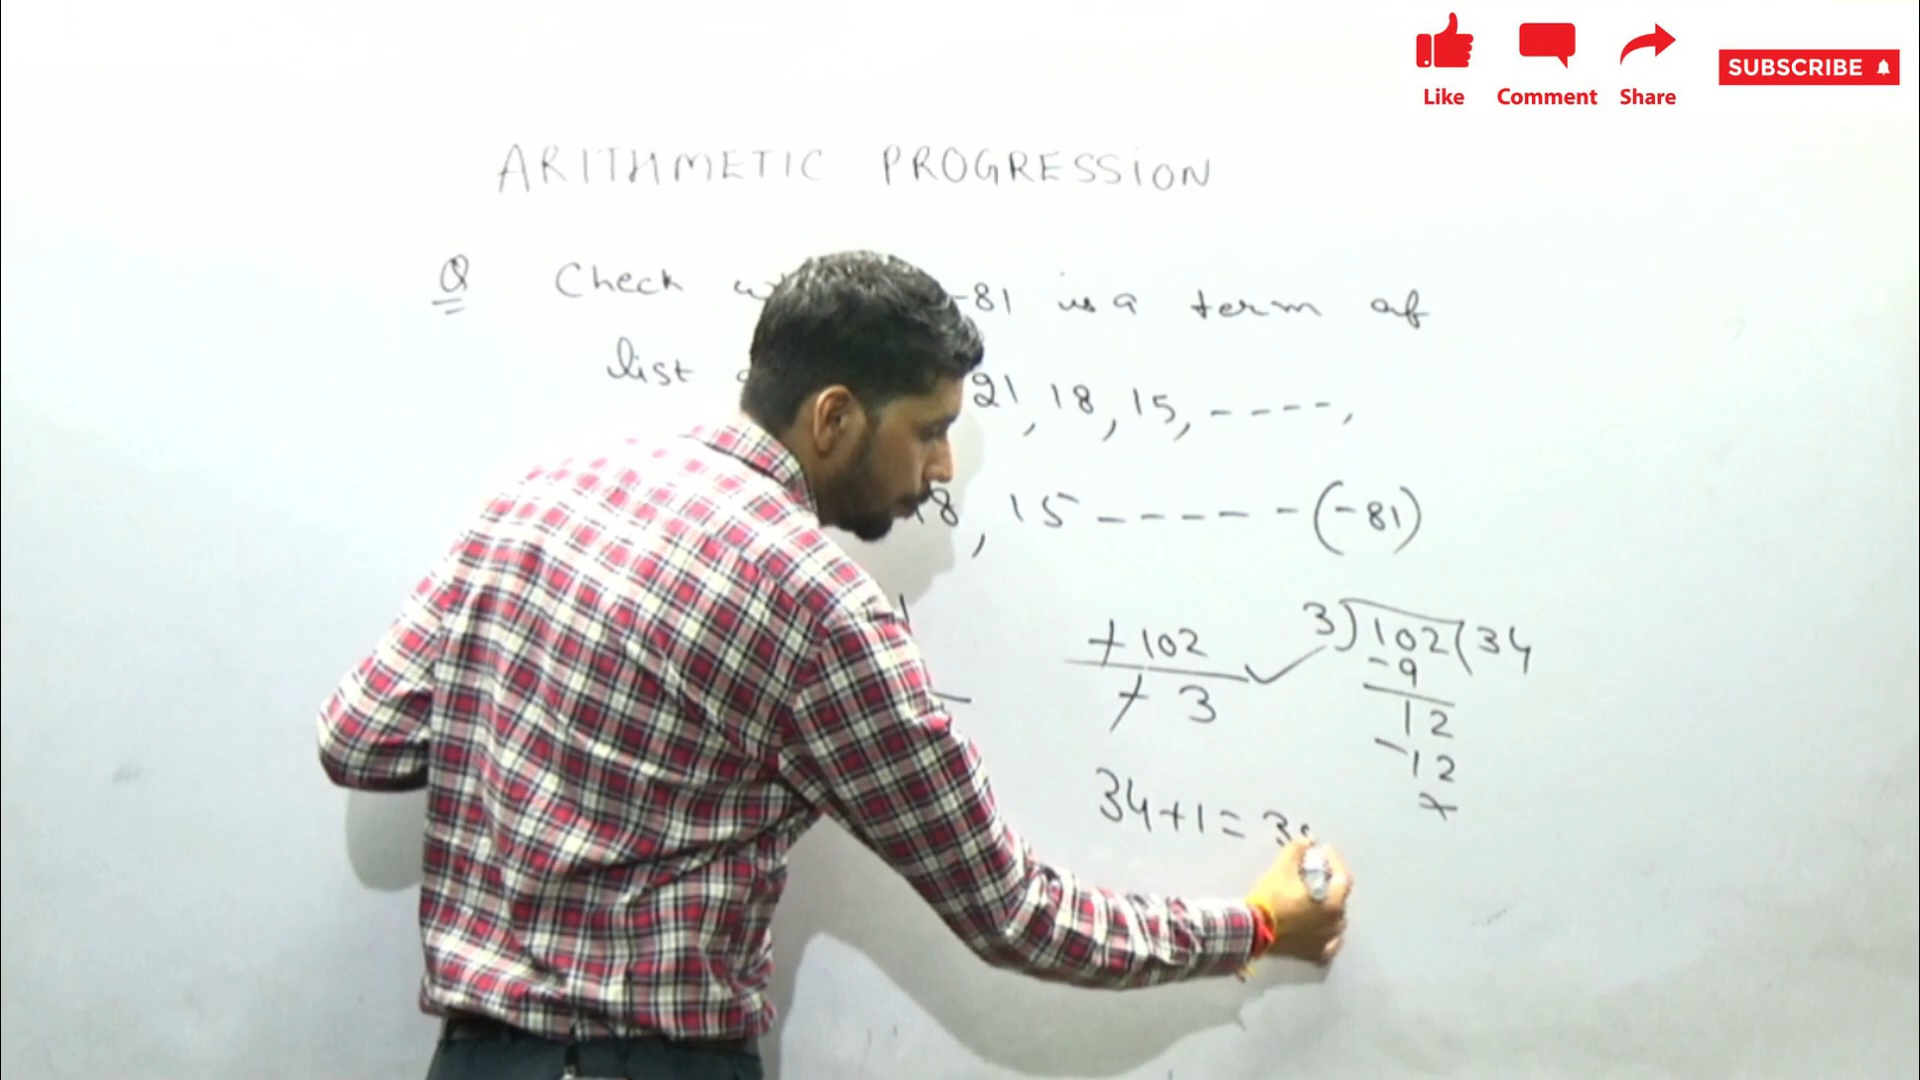 Like Comment Share SUBSCRIBE
ARITHMETIC PROGRESSION
Q Check -81 is a term of
list 21, 18, 15, - - - - ,
18, 15 - - - - - - (-81)
+102
+ 3
3)102(34
-9
12
-12
×
34+1=